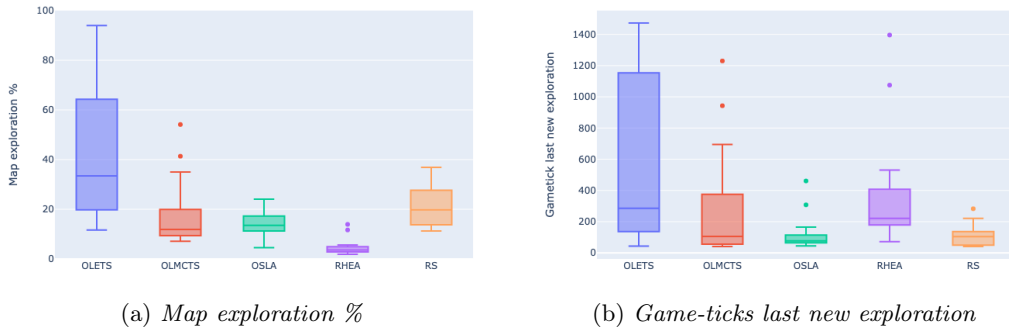 100
80
60
40
20
0
Map exploration %
OLETS
OLMCTS
OSLA
RHEA
RS
(a) Map exploration %
1400
1200
1000
800
600
400
200
0
Gametick last new exploration
OLETS
OLMCTS
OSLA
RHEA
RS
(b) Game-ticks last new exploration